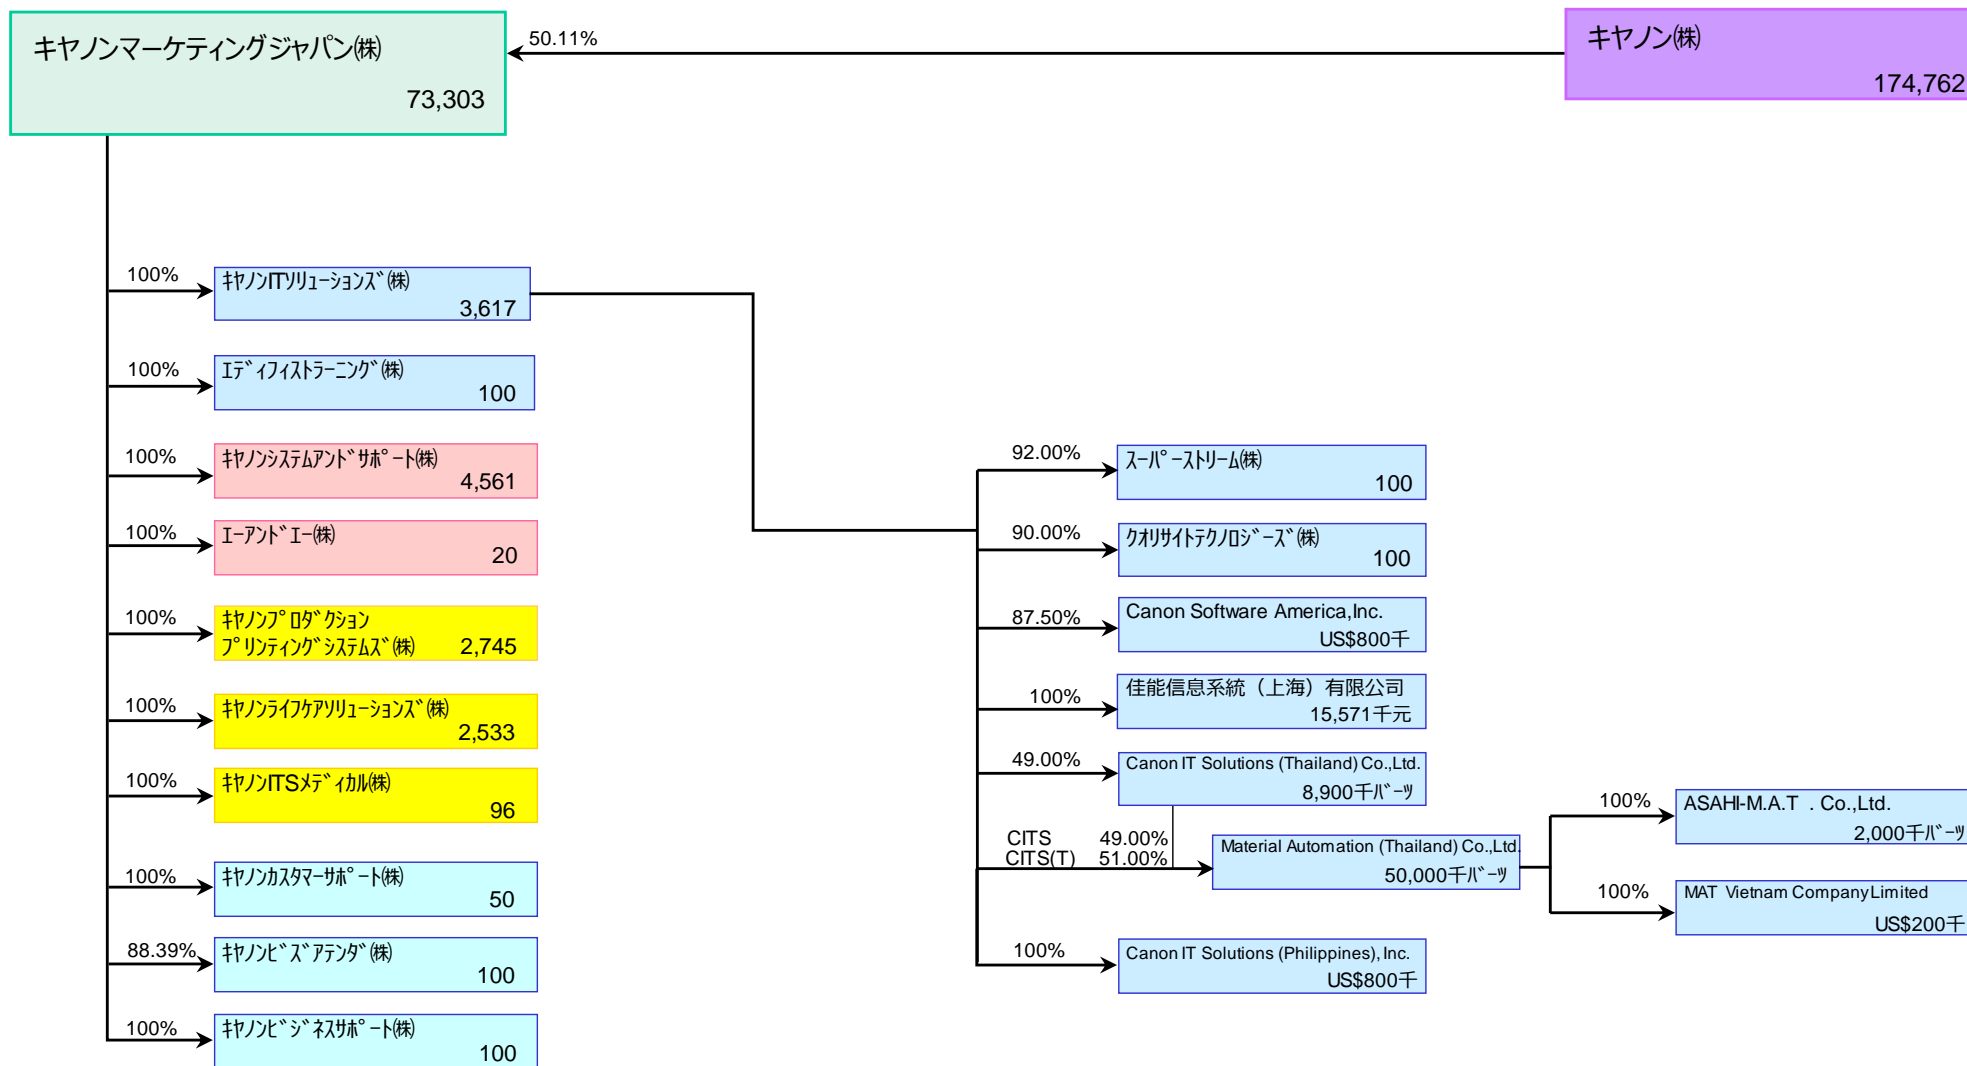 キヤノンマーケティングジャパン㈱
73,303
50.11%
キヤノン㈱
174,762
100%
ｷﾔﾉﾝITｿﾘｭｰｼｮﾝｽﾞ㈱
3,617
100%
ｴﾃﾞｨﾌｨｽﾄﾗｰﾆﾝｸﾞ㈱
100
100%
ｷﾔﾉﾝｼｽﾃﾑｱﾝﾄﾞｻﾎﾟｰﾄ㈱
4,561
100%
ｴｰｱﾝﾄﾞｴｰ㈱
20
100%
ｷﾔﾉﾝﾌﾟﾛﾀﾞｸｼｮﾝ
ﾌﾟﾘﾝﾃｨﾝｸﾞｼｽﾃﾑｽﾞ㈱ 2,745
100%
ｷﾔﾉﾝﾗｲﾌｹｱｿﾘｭｰｼｮﾝｽﾞ㈱
2,533
100%
ｷﾔﾉﾝITSﾒﾃﾞｨｶﾙ㈱
96
100%
ｷﾔﾉﾝｶｽﾀﾏｰｻﾎﾟｰﾄ㈱
50
88.39%
ｷﾔﾉﾝﾋﾞｽﾞｱﾃﾝﾀﾞ㈱
100
100%
ｷﾔﾉﾝﾋﾞｼﾞﾈｽｻﾎﾟｰﾄ㈱
100
92.00%
ｽｰﾊﾟｰｽﾄﾘｰﾑ㈱
100
90.00%
ｸｵﾘｻｲﾄﾃｸﾉﾛｼﾞｰｽﾞ㈱
100
87.50%
Canon Software America,Inc.
US$800千
100%
佳能信息系統（上海）有限公司
15,571千元
49.00%
Canon IT Solutions (Thailand) Co.,Ltd.
8,900千ﾊﾞｰﾂ
CITS 49.00%
CITS(T) 51.00%
Material Automation (Thailand) Co.,Ltd.
50,000千ﾊﾞｰﾂ
100%
Canon IT Solutions (Philippines), Inc.
US$800千
100%
ASAHI-M.A.T . Co.,Ltd.
2,000千ﾊﾞｰﾂ
100%
MAT Vietnam CompanyLimited
US$200千